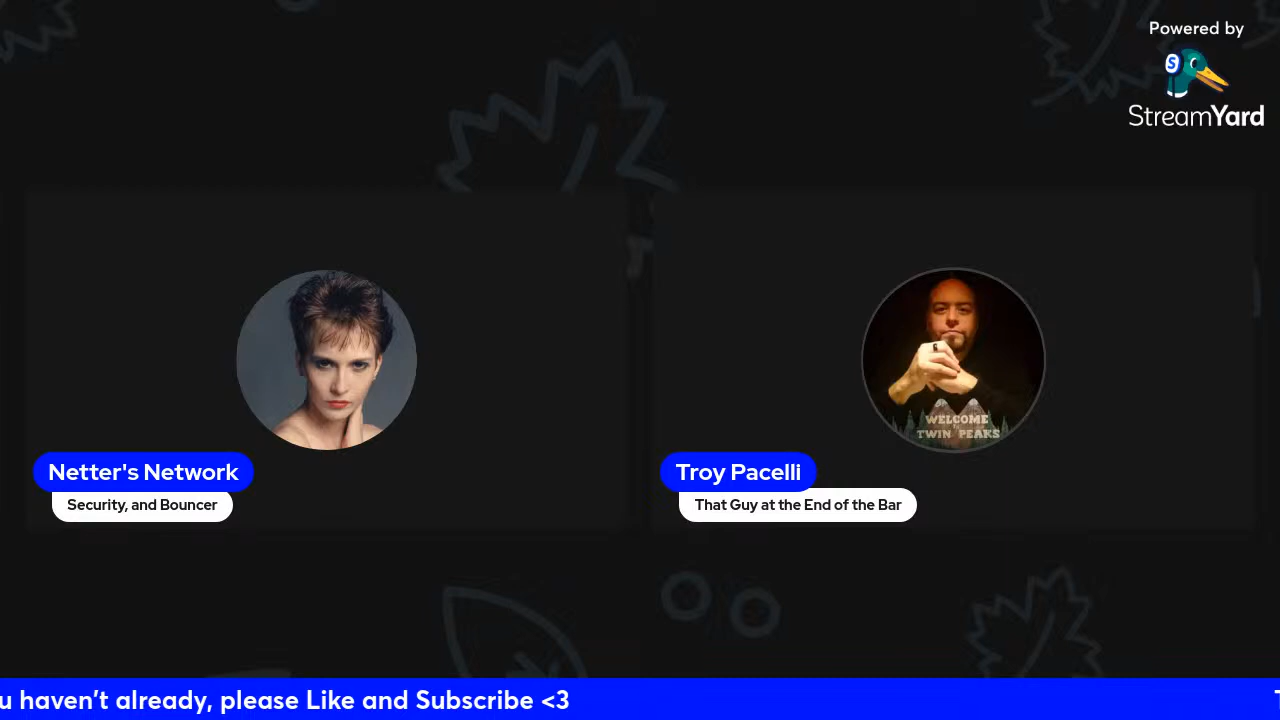 Powered by
S
StreamYard
WELCOME
TWIN PEAKS
Netter's Network
Security, and Bouncer
Troy Pacelli
That Guy at the End of the Bar
haven't already, please Like and Subscribe <3